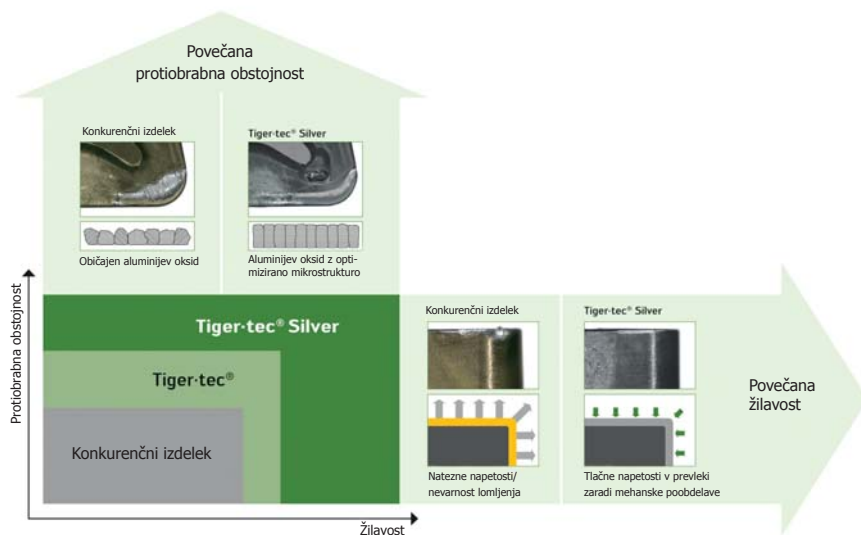 Povečana
protiobrabna obstojnost
Konkurenčni izdelek
Tiger·tec® Silver
Običajen aluminijev oksid
Aluminijev oksid z opti-
mizirano mikrostrukturo
Protiobrabna obstojnost
Tiger·tec® Silver
Tiger·tec®
Konkurenčni izdelek
Žilavost
Konkurenčni izdelek
Tiger·tec® Silver
Natezne napetosti/
nevarnost lomljenja
Tlačne napetosti v prevleki
zaradi mehanske poobdelave
Povečana
žilavost